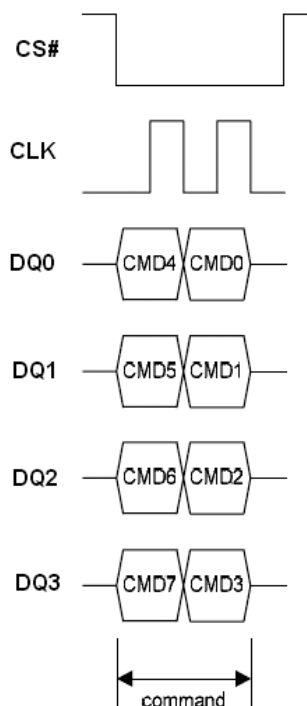 CS#
CLK
DQ0 CMD4 CMD0
DQ1 CMD5 CMD1
DQ2 CMD6 CMD2
DQ3 CMD7 CMD3
command